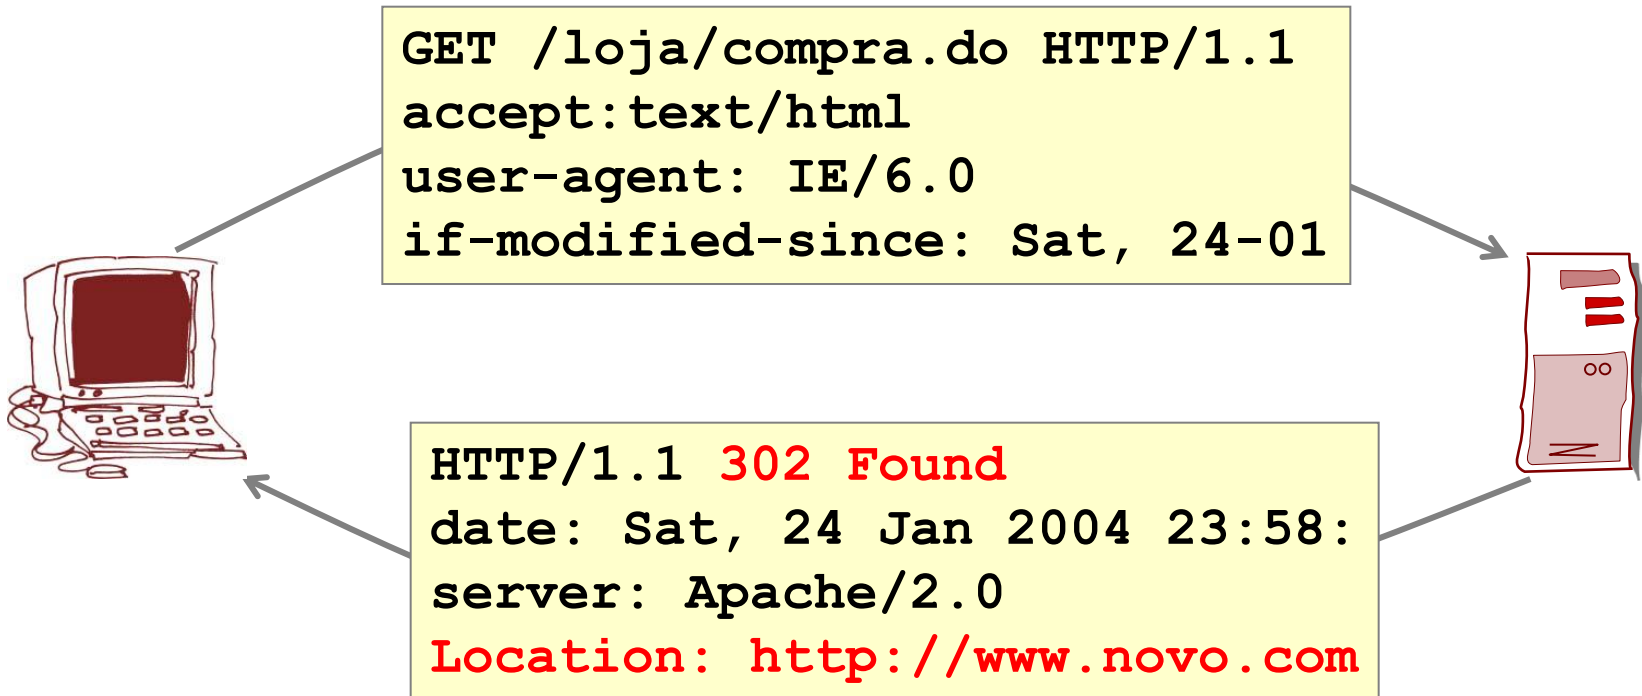 GET /loja/compra.do HTTP/1.1
accept:text/html
user-agent: IE/6.0
if-modified-since: Sat, 24-01
HTTP/1.1 302 Found
date: Sat, 24 Jan 2004 23:58:
server: Apache/2.0
Location: http://www.novo.com